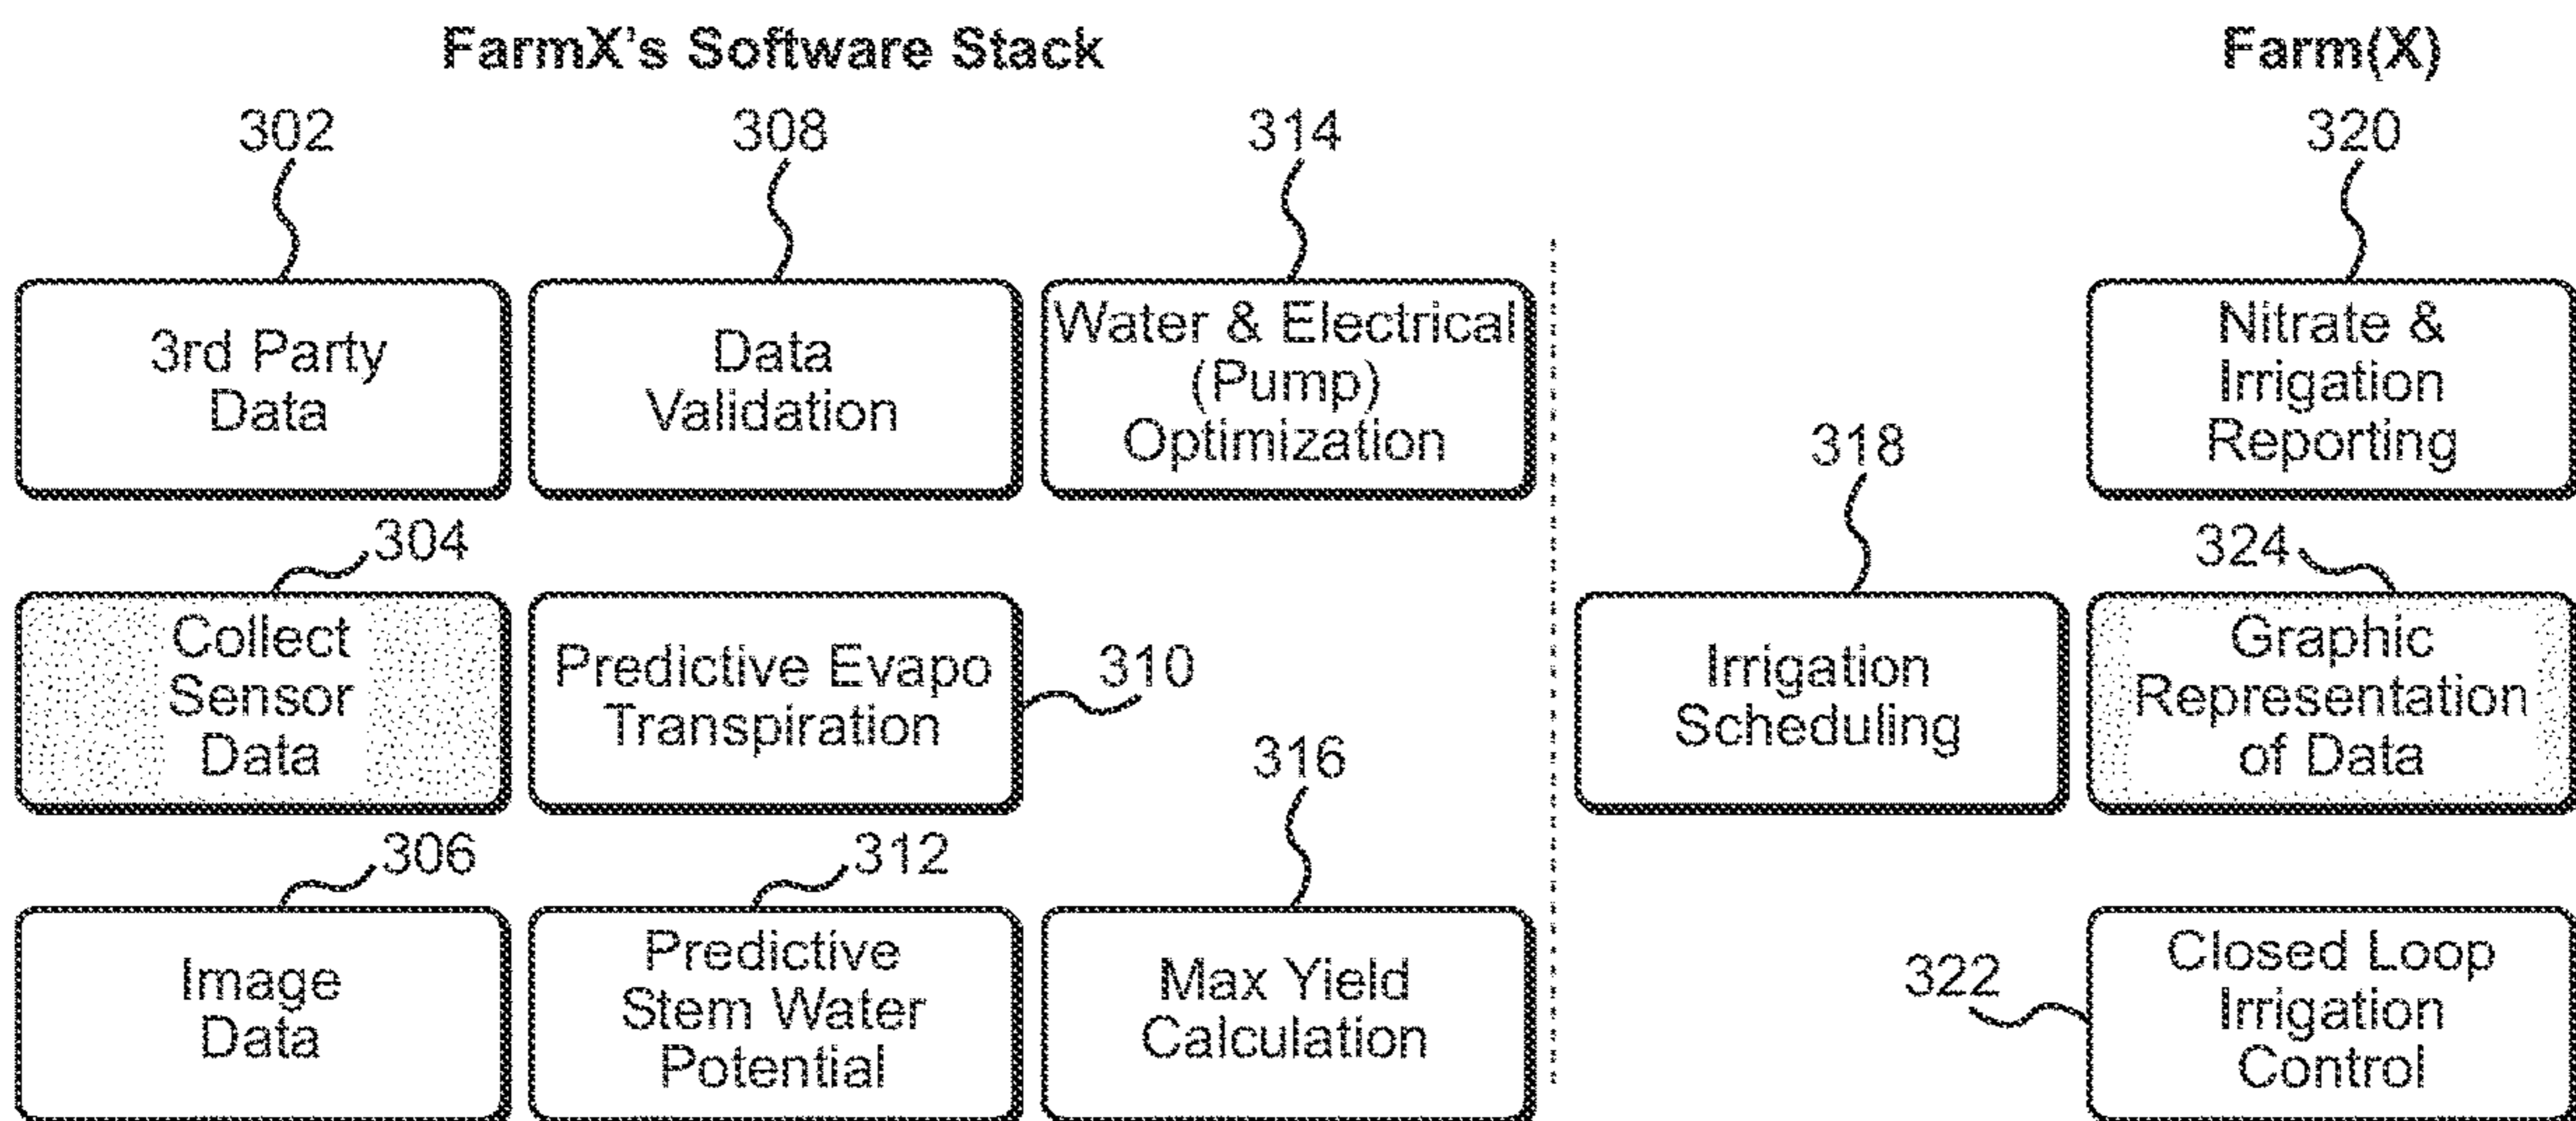 FarmX's Software Stack
Farm(X)
302
308
314
320
3rd Party
Data
Data
Validation
Water & Electrical
(Pump)
Optimization
Nitrate &
Irrigation
Reporting
318
304
324
Collect
Sensor
Data
Predictive Evapo
Transpiration
310
Irrigation
Scheduling
Graphic
Representation
of Data
316
306
312
Image
Data
Predictive
Stem Water
Potential
Max Yield
Calculation
322
Closed Loop
Irrigation
Control